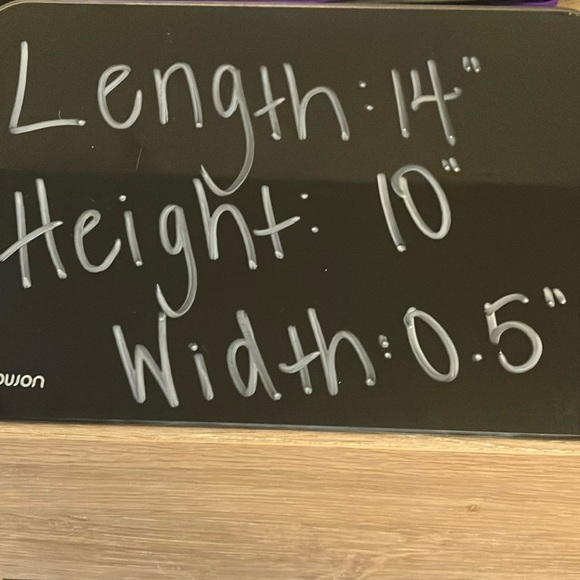 Length: 14"
Height: 10"
Width: 0.5"